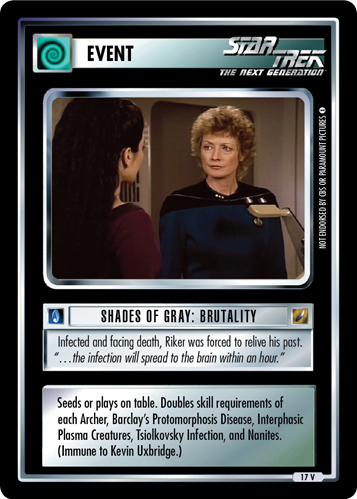 EVENT
STAR TREK
THE NEXT GENERATION
NOT ENDORSED BY CBS OR PARAMOUNT PICTURES
SHADES OF GRAY: BRUTALITY
Infected and facing death, Riker was forced to relive his past.
“…the infection will spread to the brain within an hour.”
Seeds or plays on table. Doubles skill requirements of
each Archer, Barclay's Protomorphosis Disease, Interphasic
Plasma Creatures, Tsiolkovsky Infection, and Nanites.
(Immune to Kevin Uxbridge.)
17 V